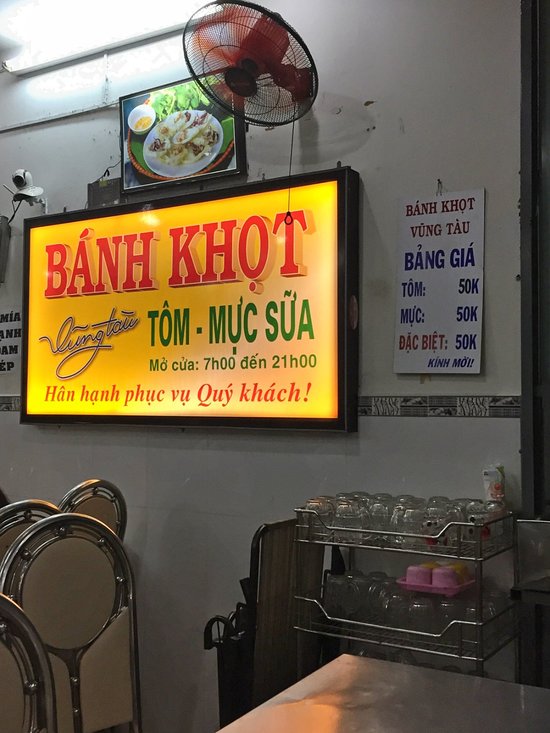 BÁNH KHỌT
Vũng tàu
TÔM - MỰC SỮA
Mở cửa: 7h00 đến 21h00
Hân hạnh phục vụ Quý khách!
BÁNH KHỌT
VŨNG TÀU
BẢNG GIÁ
TÔM: 50K
MỰC: 50K
ĐẶC BIỆT: 50K
KÍNH MỜI!
MÍA